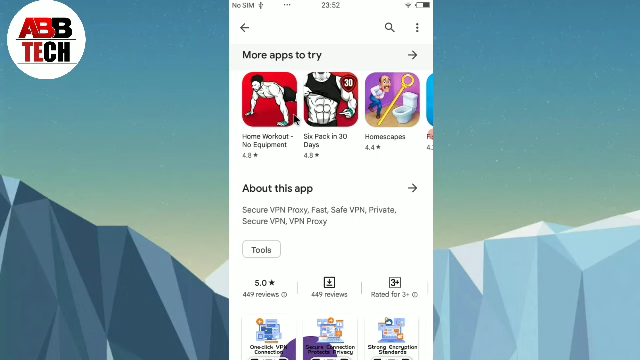 No SIM
23:52
ABB
TECH
More apps to try
30
Home Workout -
No Equipment
4.8 ★
Six Pack in 30
Days
4.8 ★
Homescapes
4.4 ★
About this app
Secure VPN Proxy, Fast, Safe VPN, Private,
Secure VPN, VPN Proxy
Tools
5.0 ★
449 reviews
449 reviews
3+
Rated for 3+
One-click VPN
Connection
Secure Connection
Protects Privacy
Strong Encryption
Standards